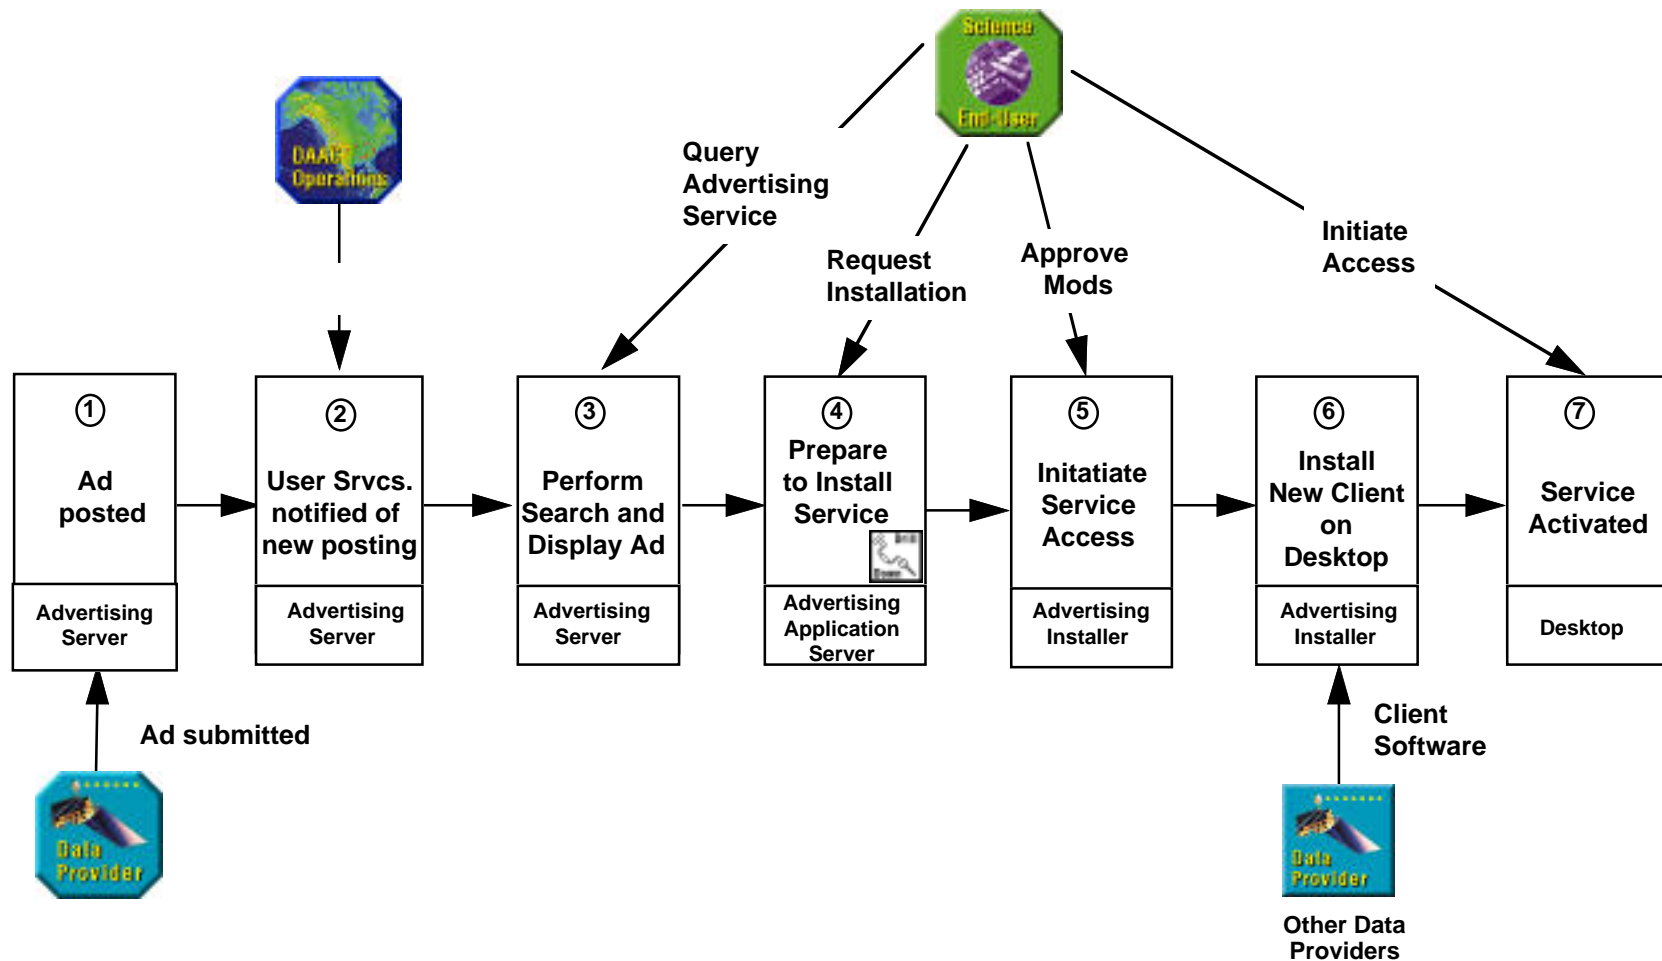 Science
End-User
DAAC
Operations
Query
Advertising
Service
Request
Installation
Approve
Mods
Initiate
Access
1
Ad
posted
Advertising
Server
2
User Srvcs.
notified of
new posting
Advertising
Server
3
Perform
Search and
Display Ad
Advertising
Server
4
Prepare
to Install
Service
Drill
Down
Advertising
Application
Server
5
Initatiate
Service
Access
Advertising
Installer
6
Install
New Client
on
Desktop
Advertising
Installer
7
Service
Activated
Desktop
Ad submitted
Data
Provider
Client
Software
Data
Provider
Other Data
Providers